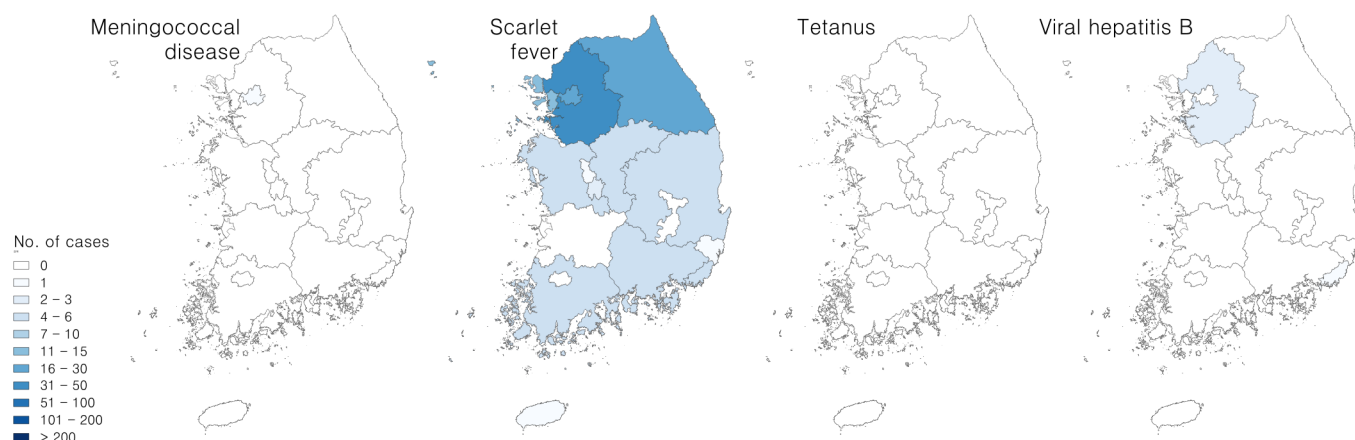 Meningococcal
disease
Scarlet
fever
Tetanus
Viral hepatitis B
No. of cases
0
1
2 – 3
4 – 6
7 – 10
11 – 15
16 – 30
31 – 50
51 – 100
101 – 200
> 200